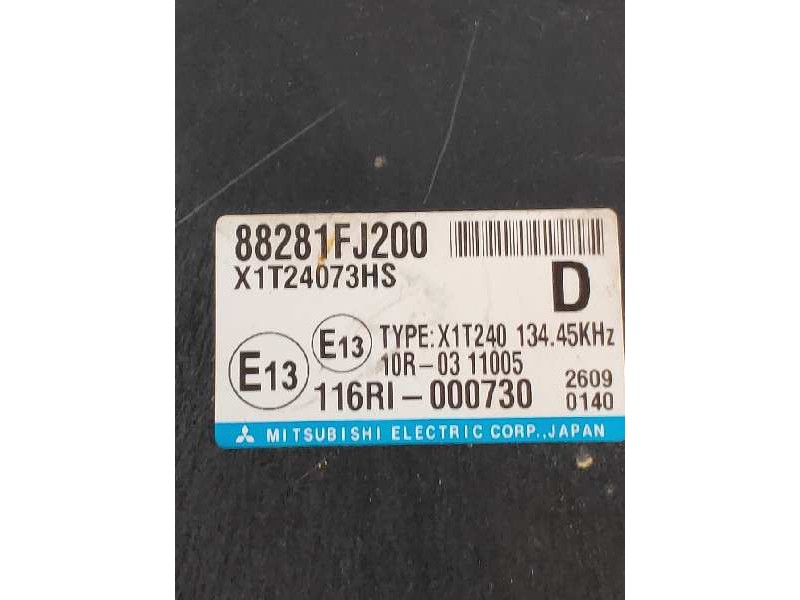 88281FJ200
X1T24073HS
D
E13
E13
TYPE:X1T240 134.45KHz
10R-03 11005
116RI-000730
2609
0140
MITSUBISHI ELECTRIC CORP.,JAPAN